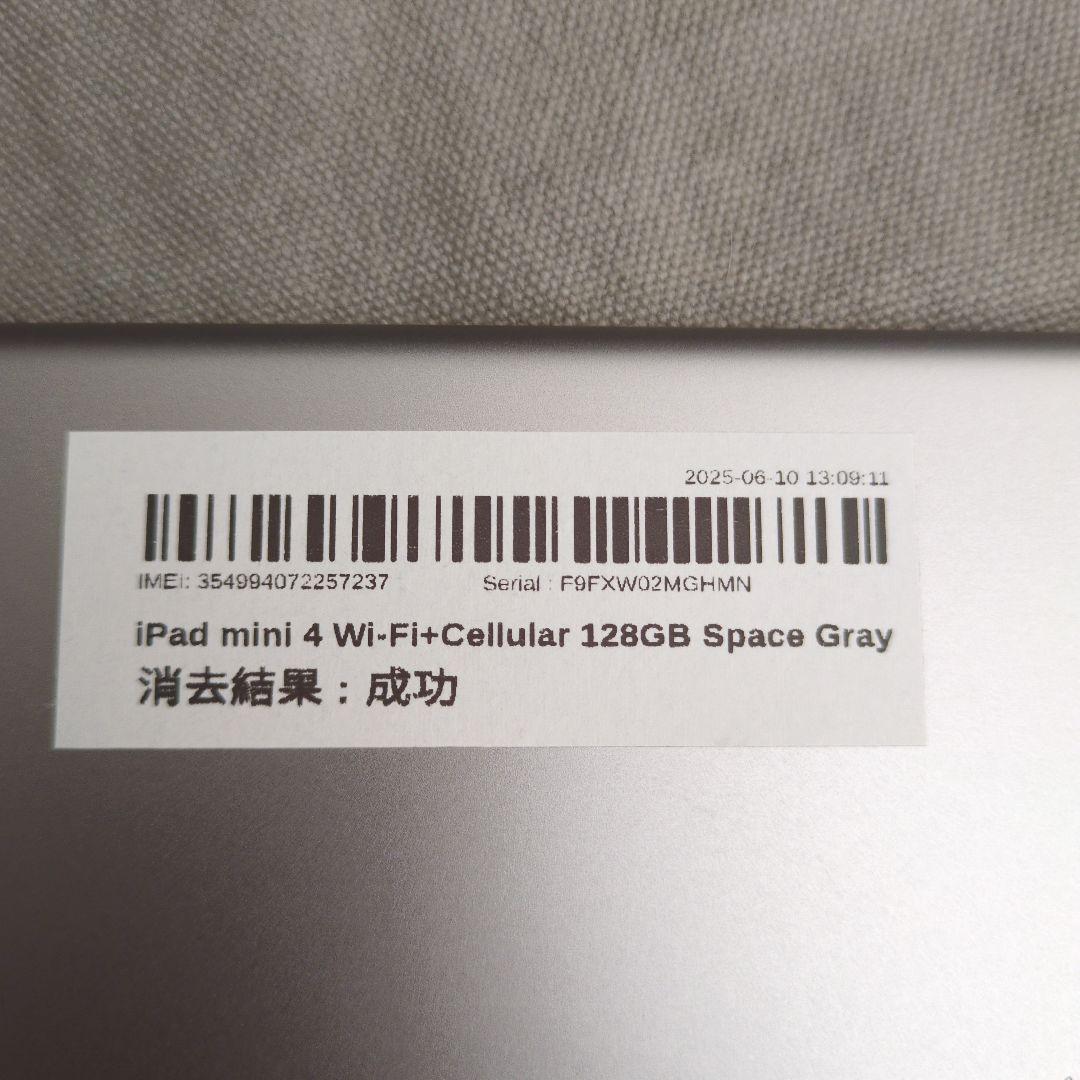 2025-06-10 13:09:11
IMEI: 354994072257237 Serial : F9FXW02MGHMN
iPad mini 4 Wi-Fi+Cellular 128GB Space Gray
消去結果：成功